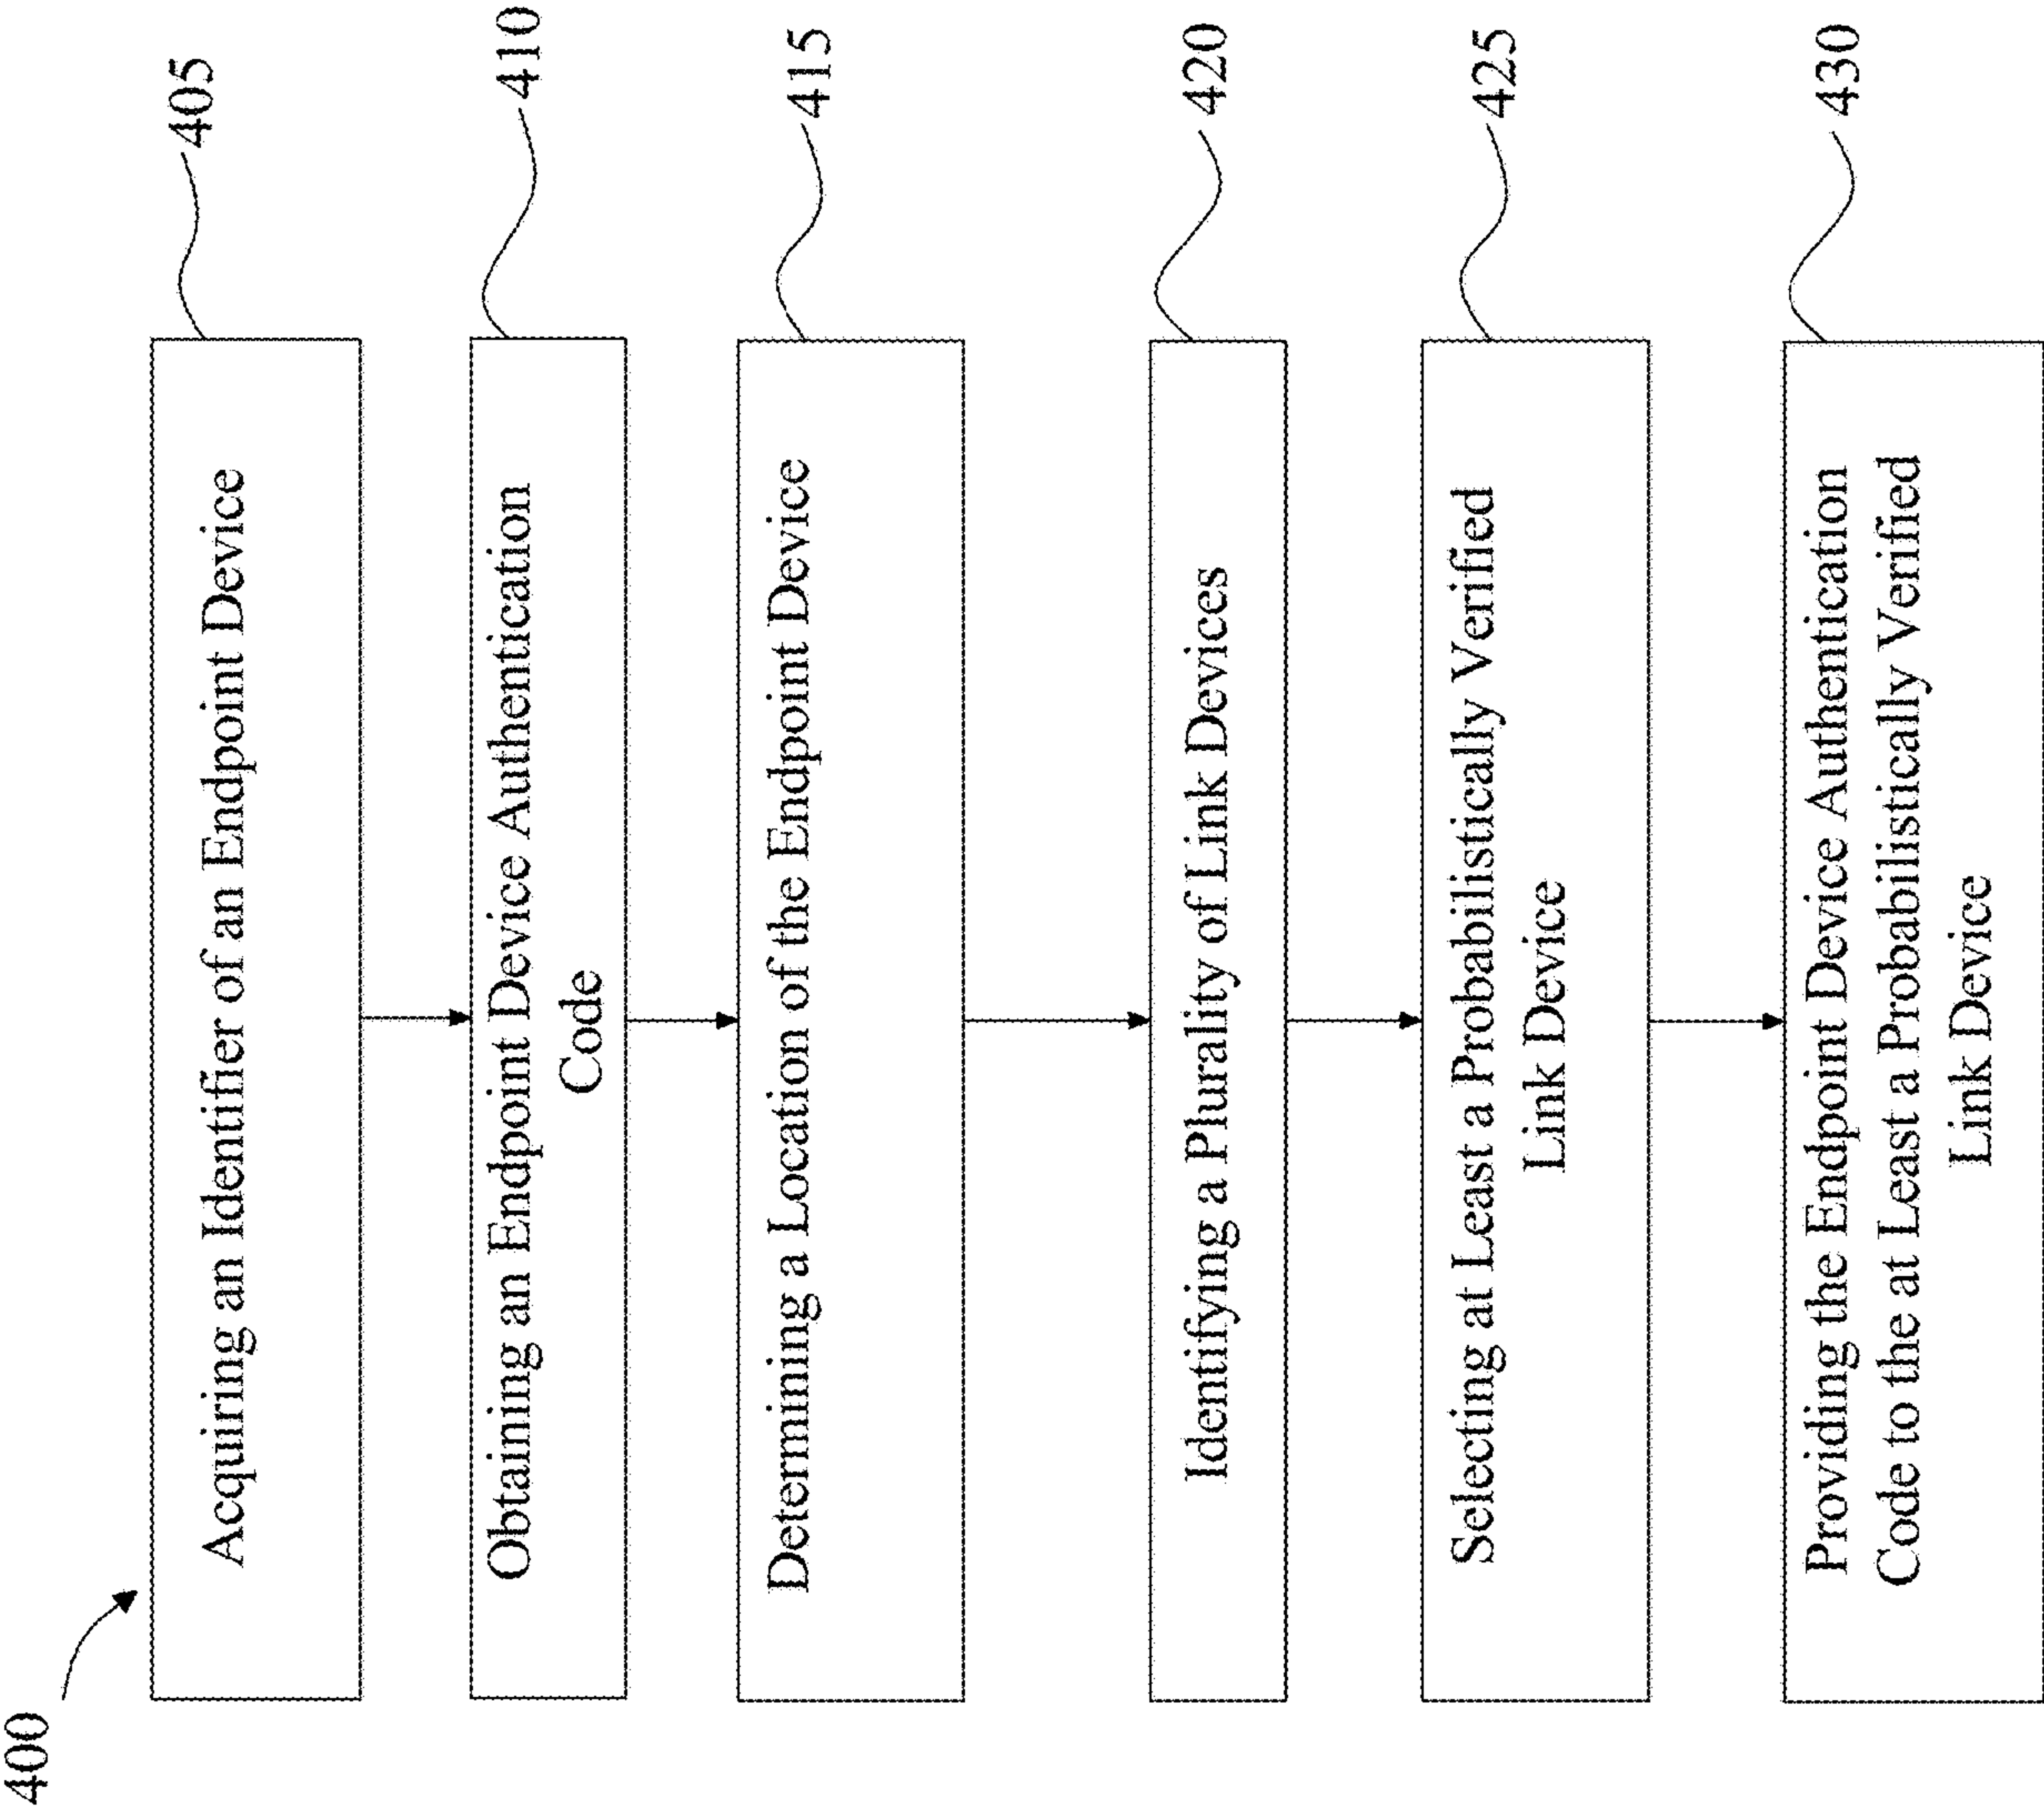 400
Acquiring an Identifier of an Endpoint Device
405
Obtaining an Endpoint Device Authentication
Code
410
Determining a Location of the Endpoint Device
415
Identifying a Plurality of Link Devices
420
Selecting at Least a Probabilistically Verified
Link Device
425
Providing the Endpoint Device Authentication
Code to the at Least a Probabilistically Verified
Link Device
430